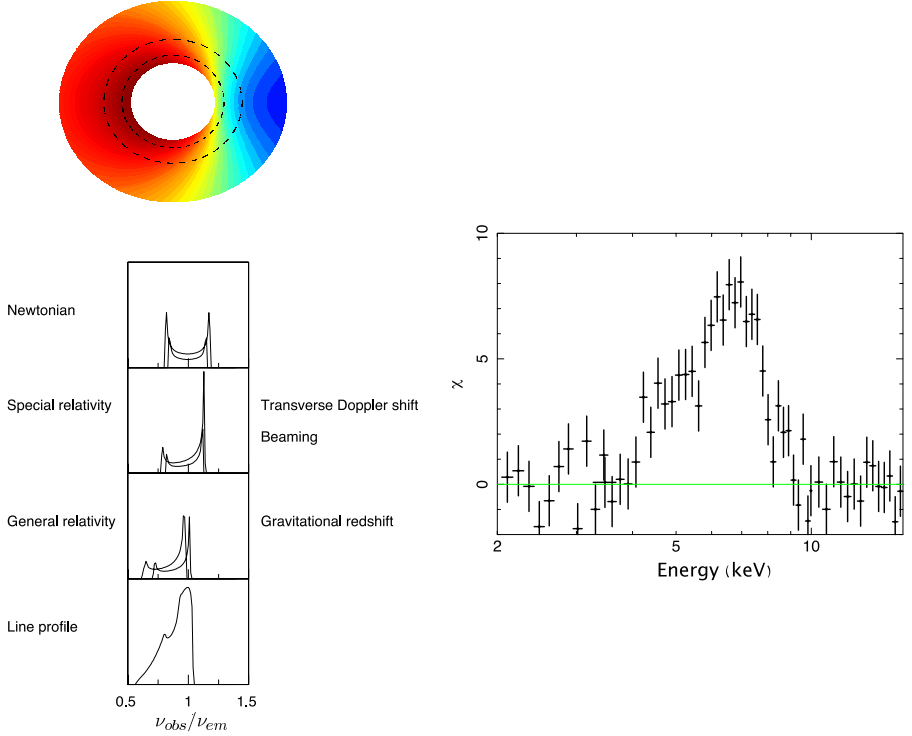 Newtonian
Special relativity
Transverse Doppler shift
Beaming
General relativity
Gravitational redshift
Line profile
0.5 1 1.5
ν_obs/ν_em
10
5
0
χ
2 5 10
Energy (keV)